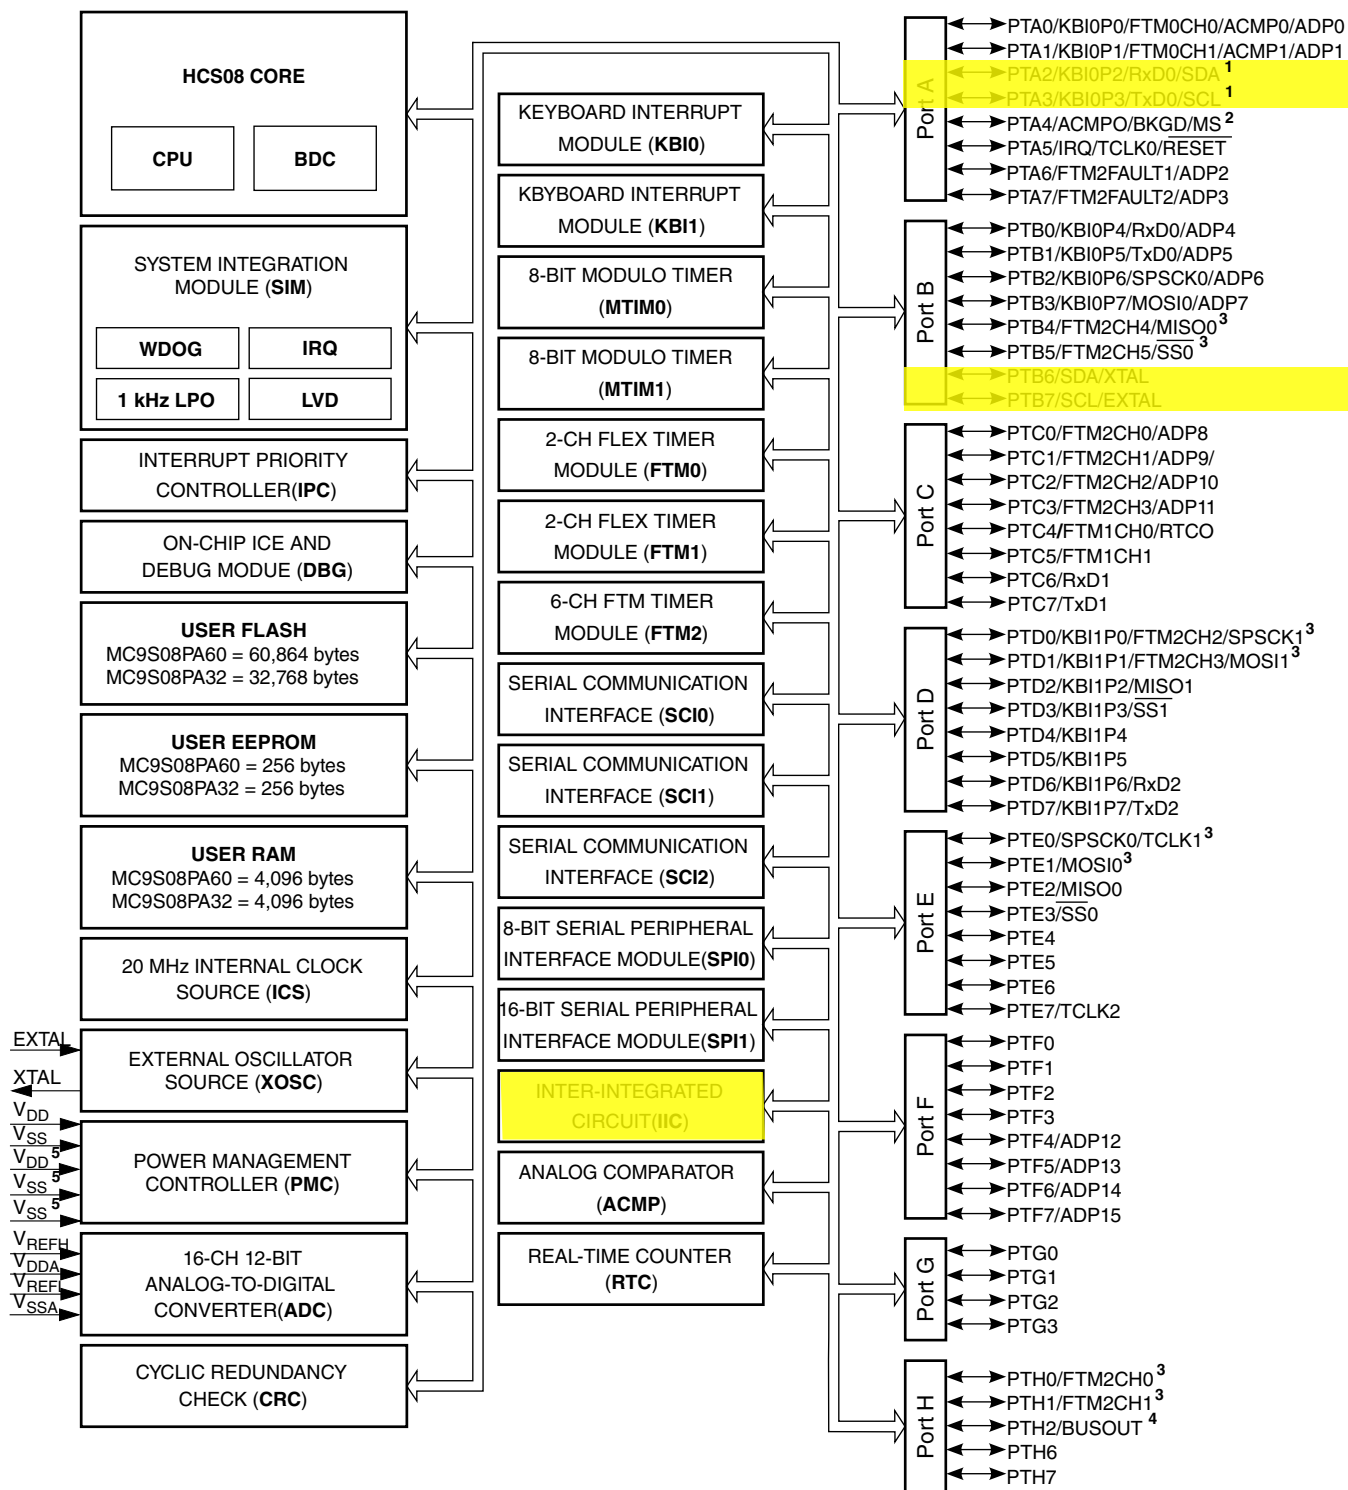 HCS08 CORE
CPU
BDC
SYSTEM INTEGRATION
MODULE (SIM)
WDOG
IRQ
1 kHz LPO
LVD
INTERRUPT PRIORITY
CONTROLLER(IPC)
ON-CHIP ICE AND
DEBUG MODUE (DBG)
USER FLASH
MC9S08PA60 = 60,864 bytes
MC9S08PA32 = 32,768 bytes
USER EEPROM
MC9S08PA60 = 256 bytes
MC9S08PA32 = 256 bytes
USER RAM
MC9S08PA60 = 4,096 bytes
MC9S08PA32 = 4,096 bytes
20 MHz INTERNAL CLOCK
SOURCE (ICS)
EXTAL
XTAL
EXTERNAL OSCILLATOR
SOURCE (XOSC)
VDD
VSS
VDD 5
VSS 5
VSS 5
POWER MANAGEMENT
CONTROLLER (PMC)
VREFH
VDDA
VREFL
VSSA
16-CH 12-BIT
ANALOG-TO-DIGITAL
CONVERTER(ADC)
CYCLIC REDUNDANCY
CHECK (CRC)
KEYBOARD INTERRUPT
MODULE (KBI0)
KBYBOARD INTERRUPT
MODULE (KBI1)
8-BIT MODULO TIMER
(MTIM0)
8-BIT MODULO TIMER
(MTIM1)
2-CH FLEX TIMER
MODULE (FTM0)
2-CH FLEX TIMER
MODULE (FTM1)
6-CH FTM TIMER
MODULE (FTM2)
SERIAL COMMUNICATION
INTERFACE (SCI0)
SERIAL COMMUNICATION
INTERFACE (SCI1)
SERIAL COMMUNICATION
INTERFACE (SCI2)
8-BIT SERIAL PERIPHERAL
INTERFACE MODULE(SPI0)
16-BIT SERIAL PERIPHERAL
INTERFACE MODULE(SPI1)
INTER-INTEGRATED
CIRCUIT(IIC)
ANALOG COMPARATOR
(ACMP)
REAL-TIME COUNTER
(RTC)
Port A
PTA0/KBI0P0/FTM0CH0/ACMP0/ADP0
PTA1/KBI0P1/FTM0CH1/ACMP1/ADP1
PTA2/KBI0P2/RxD0/SDA 1
PTA3/KBI0P3/TxD0/SCL 1
PTA4/ACMPO/BKGD/MS 2
PTA5/IRQ/TCLK0/RESET
PTA6/FTM2FAULT1/ADP2
PTA7/FTM2FAULT2/ADP3
Port B
PTB0/KBI0P4/RxD0/ADP4
PTB1/KBI0P5/TxD0/ADP5
PTB2/KBI0P6/SPSCK0/ADP6
PTB3/KBI0P7/MOSI0/ADP7
PTB4/FTM2CH4/MISO0 3
PTB5/FTM2CH5/SS0 3
PTB6/SDA/XTAL
PTB7/SCL/EXTAL
Port C
PTC0/FTM2CH0/ADP8
PTC1/FTM2CH1/ADP9/
PTC2/FTM2CH2/ADP10
PTC3/FTM2CH3/ADP11
PTC4/FTM1CH0/RTCO
PTC5/FTM1CH1
PTC6/RxD1
PTC7/TxD1
Port D
PTD0/KBI1P0/FTM2CH2/SPSCK1 3
PTD1/KBI1P1/FTM2CH3/MOSI1 3
PTD2/KBI1P2/MISO1
PTD3/KBI1P3/SS1
PTD4/KBI1P4
PTD5/KBI1P5
PTD6/KBI1P6/RxD2
PTD7/KBI1P7/TxD2
Port E
PTE0/SPSCK0/TCLK1 3
PTE1/MOSI0 3
PTE2/MISO0
PTE3/SS0
PTE4
PTE5
PTE6
PTE7/TCLK2
Port F
PTF0
PTF1
PTF2
PTF3
PTF4/ADP12
PTF5/ADP13
PTF6/ADP14
PTF7/ADP15
Port G
PTG0
PTG1
PTG2
PTG3
Port H
PTH0/FTM2CH0 3
PTH1/FTM2CH1 3
PTH2/BUSOUT 4
PTH6
PTH7